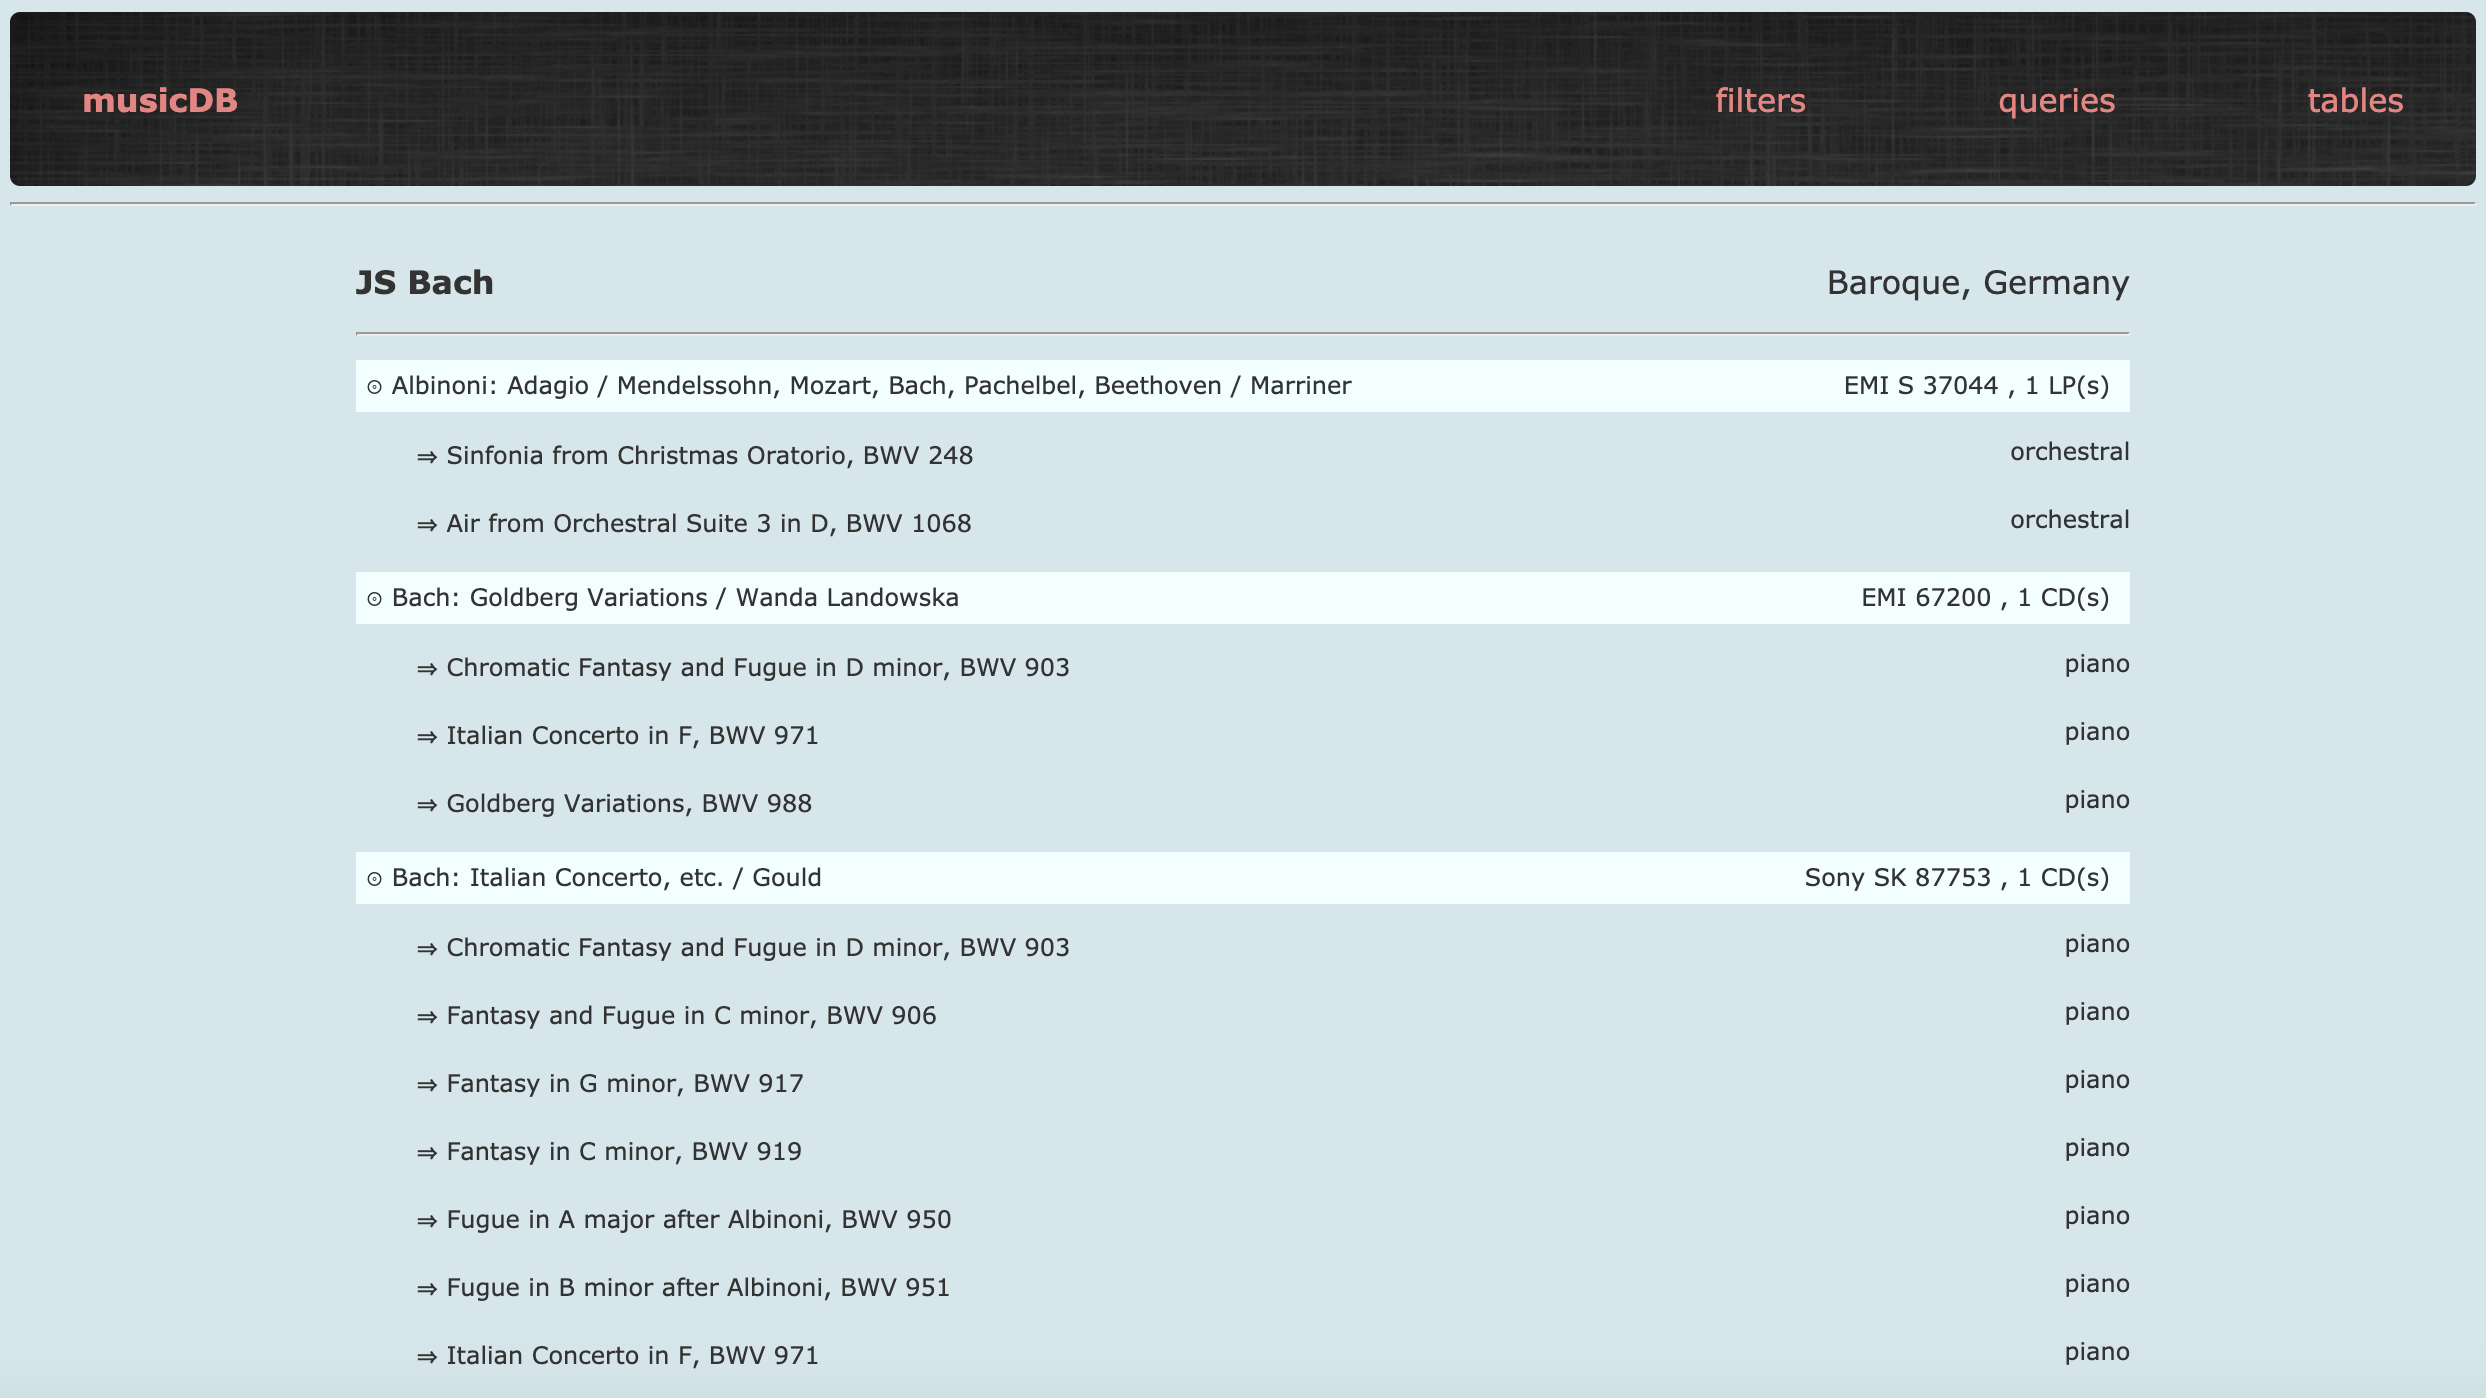 musicDB filters queries tables
JS Bach Baroque, Germany
⊚ Albinoni: Adagio / Mendelssohn, Mozart, Bach, Pachelbel, Beethoven / Marriner EMI S 37044 , 1 LP(s)
⇒ Sinfonia from Christmas Oratorio, BWV 248 orchestral
⇒ Air from Orchestral Suite 3 in D, BWV 1068 orchestral
⊚ Bach: Goldberg Variations / Wanda Landowska EMI 67200 , 1 CD(s)
⇒ Chromatic Fantasy and Fugue in D minor, BWV 903 piano
⇒ Italian Concerto in F, BWV 971 piano
⇒ Goldberg Variations, BWV 988 piano
⊚ Bach: Italian Concerto, etc. / Gould Sony SK 87753 , 1 CD(s)
⇒ Chromatic Fantasy and Fugue in D minor, BWV 903 piano
⇒ Fantasy and Fugue in C minor, BWV 906 piano
⇒ Fantasy in G minor, BWV 917 piano
⇒ Fantasy in C minor, BWV 919 piano
⇒ Fugue in A major after Albinoni, BWV 950 piano
⇒ Fugue in B minor after Albinoni, BWV 951 piano
⇒ Italian Concerto in F, BWV 971 piano